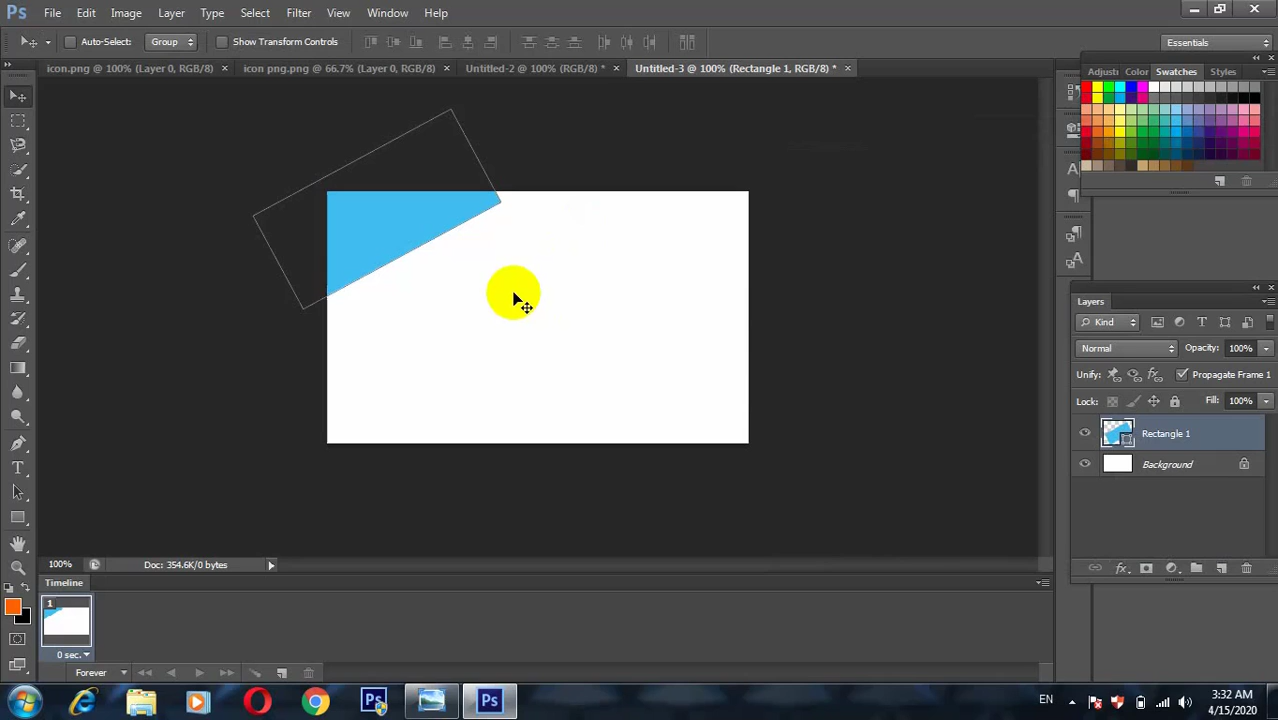 Ps File Edit Image Layer Type Select Filter View Window Help
Auto-Select: Group Show Transform Controls Essentials
icon.png @ 100% (Layer 0, RGB/8) × icon png.png @ 66.7% (Layer 0, RGB/8) × Untitled-2 @ 100% (RGB/8) * × Untitled-3 @ 100% (Rectangle 1, RGB/8) * ×
Adjustı Color Swatches Styles
Layers
Kind
Normal Opacity: 100%
Unify: Propagate Frame 1
Lock: Fill: 100%
Rectangle 1
Background
100% Doc: 354.6K/0 bytes
Timeline
1
0 sec.
Forever
Ps Ps EN 3:32 AM
4/15/2020